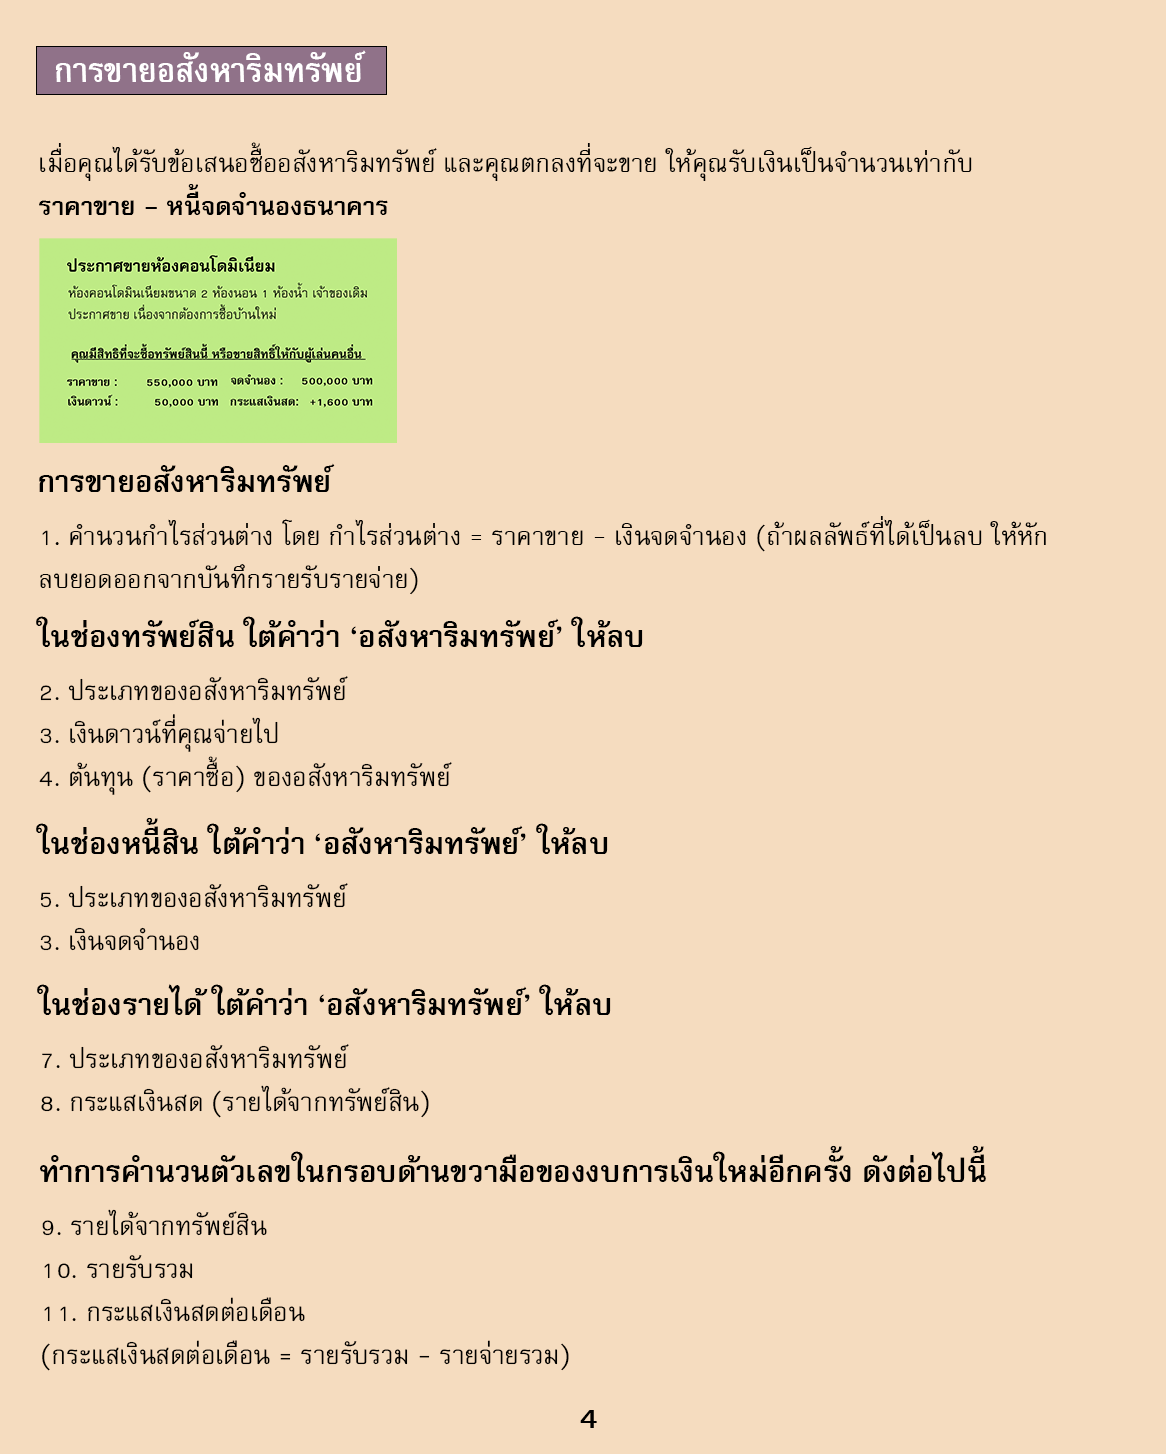 การขายอสังหาริมทรัพย์
เมื่อคุณได้รับข้อเสนอซื้ออสังหาริมทรัพย์ และคุณตกลงที่จะขาย ให้คุณรับเงินเป็นจำนวนเท่ากับ
ราคาขาย – หนี้จดจำนองธนาคาร
ประกาศขายห้องคอนโดมิเนียม
ห้องคอนโดมินเนียมขนาด 2 ห้องนอน 1 ห้องน้ำ เจ้าของเดิม
ประกาศขาย เนื่องจากต้องการซื้อบ้านใหม่
คุณมีสิทธิที่จะซื้อทรัพย์สินนี้ หรือขายสิทธิ์ให้กับผู้เล่นคนอื่น
ราคาขาย : 550,000 บาท จดจำนอง : 500,000 บาท
เงินดาวน์ : 50,000 บาท กระแสเงินสด: +1,600 บาท
การขายอสังหาริมทรัพย์
1. คำนวนกำไรส่วนต่าง โดย กำไรส่วนต่าง = ราคาขาย – เงินจดจำนอง (ถ้าผลลัพธ์ที่ได้เป็นลบ ให้หัก
ลบยอดออกจากบันทึกรายรับรายจ่าย)
ในช่องทรัพย์สิน ใต้คำว่า ‘อสังหาริมทรัพย์’ ให้ลบ
2. ประเภทของอสังหาริมทรัพย์
3. เงินดาวน์ที่คุณจ่ายไป
4. ต้นทุน (ราคาซื้อ) ของอสังหาริมทรัพย์
ในช่องหนี้สิน ใต้คำว่า ‘อสังหาริมทรัพย์’ ให้ลบ
5. ประเภทของอสังหาริมทรัพย์
3. เงินจดจำนอง
ในช่องรายได้ ใต้คำว่า ‘อสังหาริมทรัพย์’ ให้ลบ
7. ประเภทของอสังหาริมทรัพย์
8. กระแสเงินสด (รายได้จากทรัพย์สิน)
ทำการคำนวนตัวเลขในกรอบด้านขวามือของงบการเงินใหม่อีกครั้ง ดังต่อไปนี้
9. รายได้จากทรัพย์สิน
10. รายรับรวม
11. กระแสเงินสดต่อเดือน
(กระแสเงินสดต่อเดือน = รายรับรวม – รายจ่ายรวม)
4